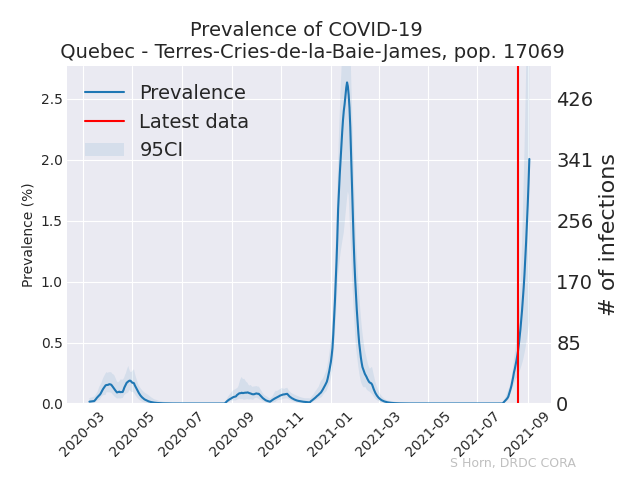 Prevalence of COVID-19
Quebec - Terres-Cries-de-la-Baie-James, pop. 17069
Prevalence
Latest data
95CI
Prevalence (%)
2.5
2.0
1.5
1.0
0.5
0.0
426
341
256
170
85
0
# of infections
2020-03
2020-05
2020-07
2020-09
2020-11
2021-01
2021-03
2021-05
2021-07
2021-09
S Horn, DRDC CORA